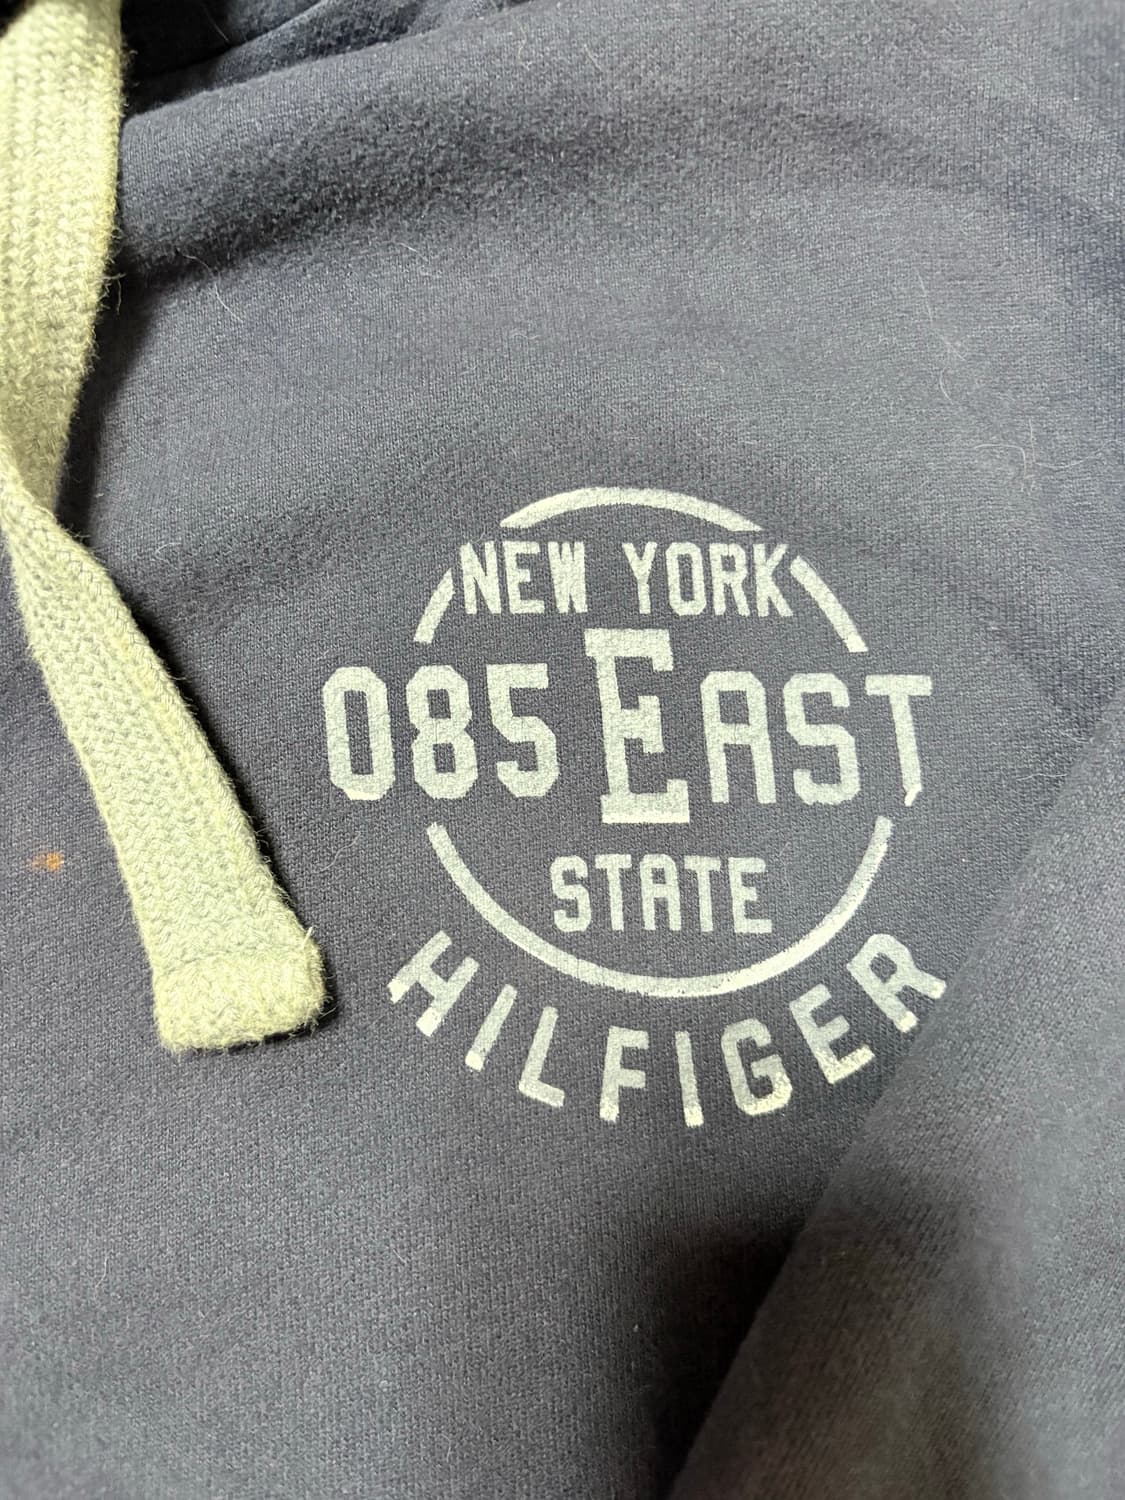 NEW YORK
085 EAST
STATE
HILFIGER